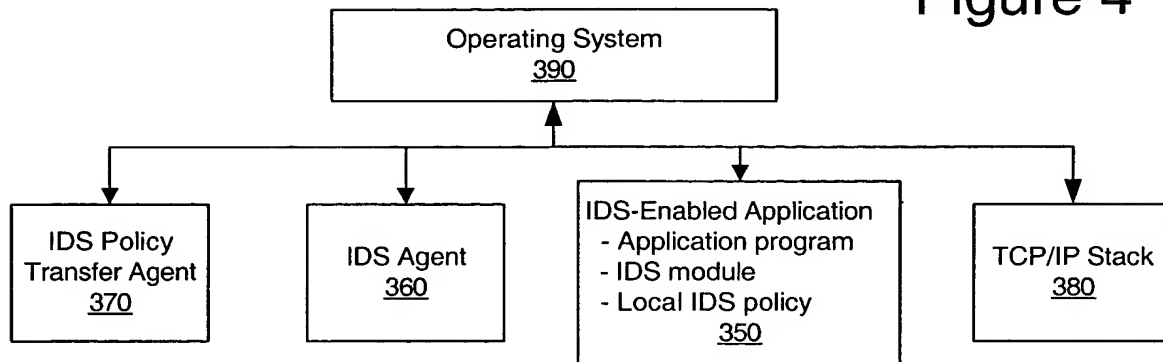 Figure 4
Operating System
390
IDS Policy
Transfer Agent
370
IDS Agent
360
IDS-Enabled Application
- Application program
- IDS module
- Local IDS policy
350
TCP/IP Stack
380